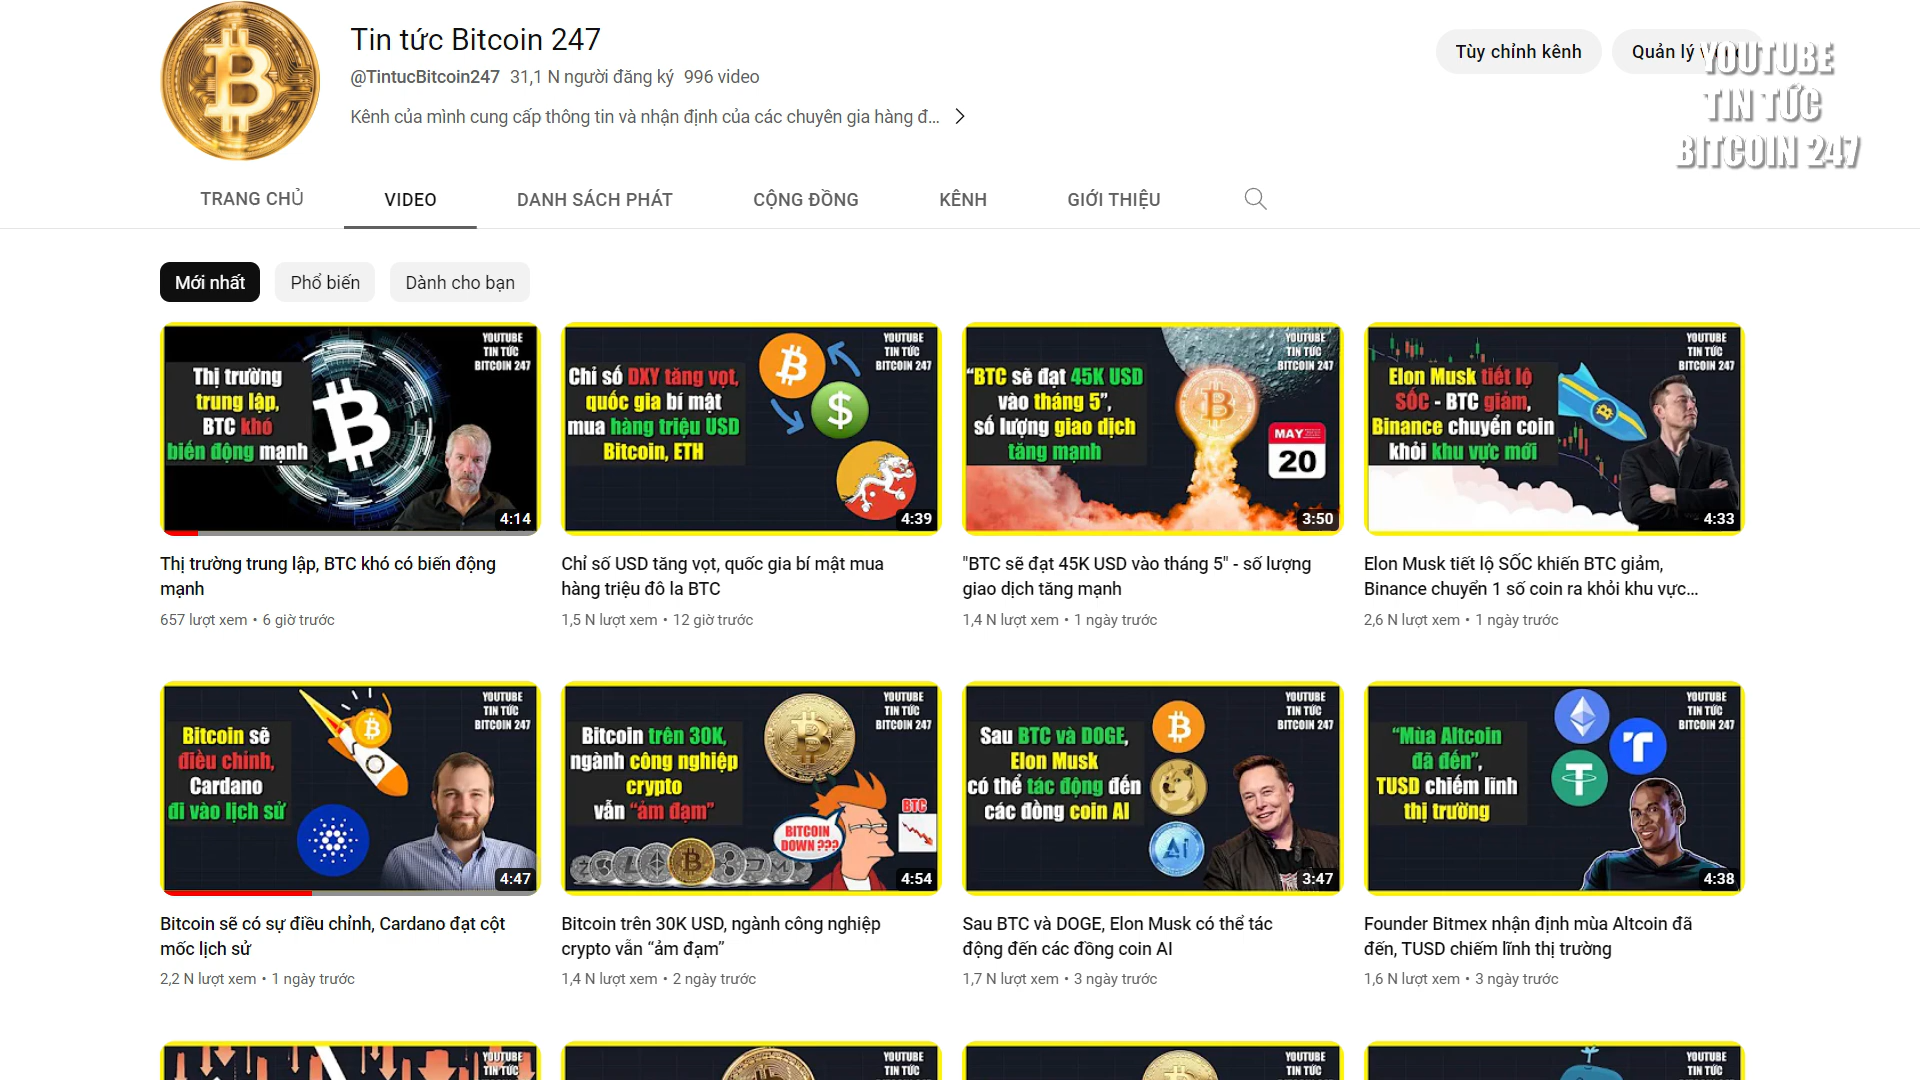 Tin tức Bitcoin 247
@TintucBitcoin247 31,1 N người đăng ký 996 video
Kênh của mình cung cấp thông tin và nhận định của các chuyên gia hàng đ...
Tùy chỉnh kênh
Quản lý
YOUTUBE
TIN TỨC
BITCOIN 247
TRANG CHỦ VIDEO DANH SÁCH PHÁT CỘNG ĐỒNG KÊNH GIỚI THIỆU
Mới nhất Phổ biến Dành cho bạn
YOUTUBE
TIN TỨC
BITCOIN 247
Thị trường
trung lập,
BTC khó
biến động mạnh
4:14
YOUTUBE
TIN TỨC
BITCOIN 247
Chỉ số DXY tăng vọt,
quốc gia bí mật
mua hàng triệu USD
Bitcoin, ETH
4:39
YOUTUBE
TIN TỨC
BITCOIN 247
“BTC sẽ đạt 45K USD
vào tháng 5”,
số lượng giao dịch
tăng mạnh
MAY
20
3:50
YOUTUBE
TIN TỨC
BITCOIN 247
Elon Musk tiết lộ
SỐC - BTC giảm,
Binance chuyển coin
khỏi khu vực mới
4:33
Thị trường trung lập, BTC khó có biến động
mạnh
657 lượt xem • 6 giờ trước
Chỉ số USD tăng vọt, quốc gia bí mật mua
hàng triệu đô la BTC
1,5 N lượt xem • 12 giờ trước
"BTC sẽ đạt 45K USD vào tháng 5" - số lượng
giao dịch tăng mạnh
1,4 N lượt xem • 1 ngày trước
Elon Musk tiết lộ SỐC khiến BTC giảm,
Binance chuyển 1 số coin ra khỏi khu vực...
2,6 N lượt xem • 1 ngày trước
YOUTUBE
TIN TỨC
BITCOIN 247
Bitcoin sẽ
điều chỉnh,
Cardano
đi vào lịch sử
4:47
YOUTUBE
TIN TỨC
BITCOIN 247
Bitcoin trên 30K,
ngành công nghiệp
crypto
vẫn “ảm đạm”
BTC
BITCOIN
DOWN ???
4:54
YOUTUBE
TIN TỨC
BITCOIN 247
Sau BTC và DOGE,
Elon Musk
có thể tác động đến
các đồng coin AI
AI
3:47
YOUTUBE
TIN TỨC
BITCOIN 247
“Mùa Altcoin
đã đến”,
TUSD chiếm lĩnh
thị trường
4:38
Bitcoin sẽ có sự điều chỉnh, Cardano đạt cột
mốc lịch sử
2,2 N lượt xem • 1 ngày trước
Bitcoin trên 30K USD, ngành công nghiệp
crypto vẫn “ảm đạm”
1,4 N lượt xem • 2 ngày trước
Sau BTC và DOGE, Elon Musk có thể tác
động đến các đồng coin AI
1,7 N lượt xem • 3 ngày trước
Founder Bitmex nhận định mùa Altcoin đã
đến, TUSD chiếm lĩnh thị trường
1,6 N lượt xem • 3 ngày trước
YOUTUBE
TIN TỨC
YOUTUBE
TIN TỨC
YOUTUBE
TIN TỨC
YOUTUBE
TIN TỨC